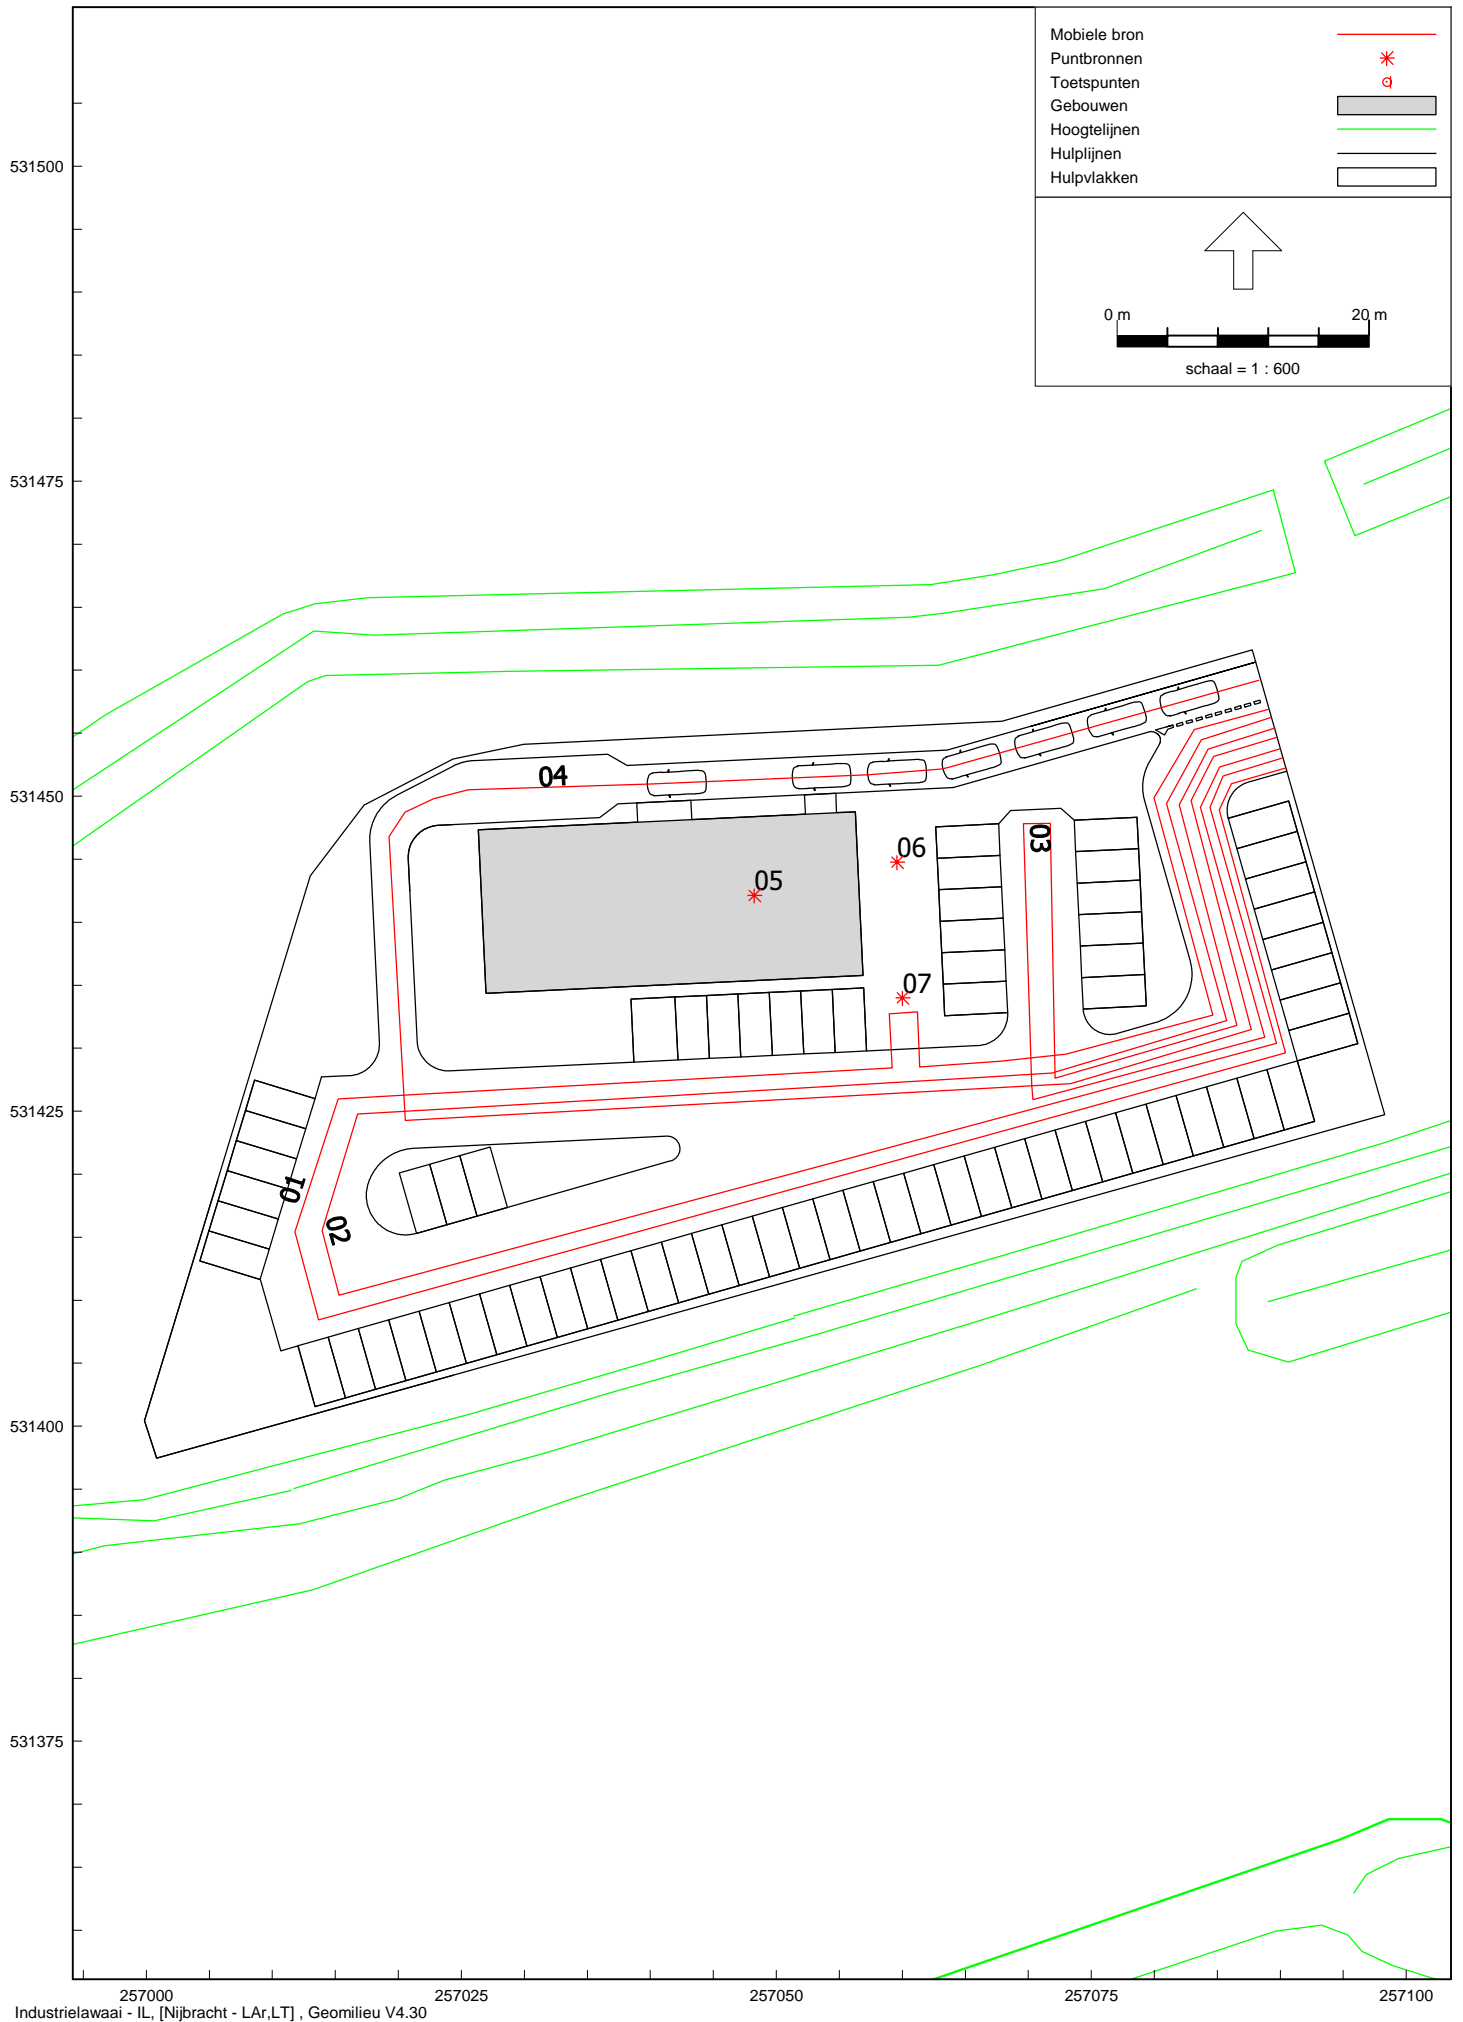 Mobiele bron
Puntbronnen
Toetspunten
Gebouwen
Hoogtelijnen
Hulplijnen
Hulpvlakken
0 m 20 m
schaal = 1 : 600
531500
531475
531450
531425
531400
531375
04
03
06
05
07
01
02
257000 257025 257050 257075 257100
Industrielawaai - IL, [Nijbracht - LAr,LT] , Geomilieu V4.30